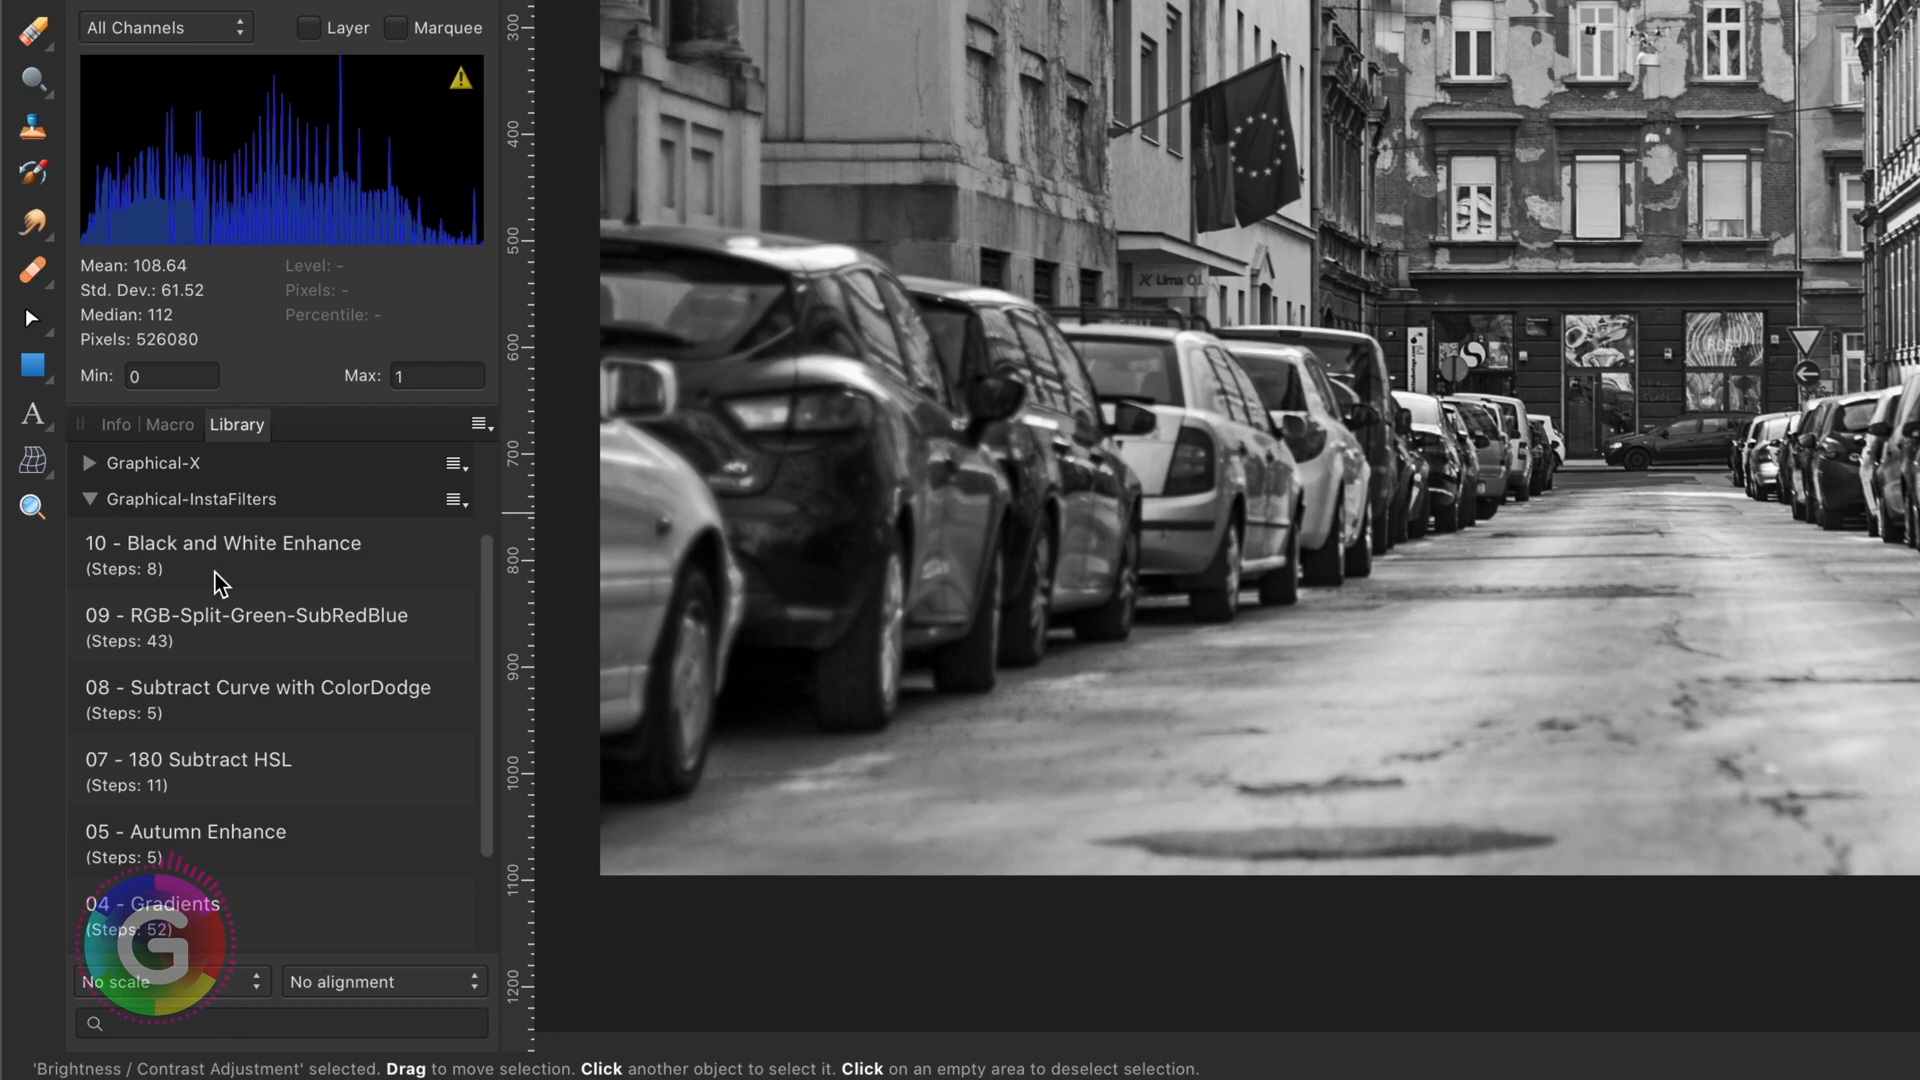 All Channels
Layer
Marquee
Mean: 108.64
Std. Dev.: 61.52
Median: 112
Pixels: 526080
Level: -
Pixels: -
Percentile: -
Min: 0
Max: 1
Info
Macro
Library
Graphical-X
Graphical-InstaFilters
10 - Black and White Enhance
(Steps: 8)
09 - RGB-Split-Green-SubRedBlue
(Steps: 43)
08 - Subtract Curve with ColorDodge
(Steps: 5)
07 - 180 Subtract HSL
(Steps: 11)
05 - Autumn Enhance
(Steps: 5)
04 - Gradients
(Steps: 52)
G
No scale
No alignment
300
400
500
600
700
800
900
1000
1100
1200
Lima 01
'Brightness / Contrast Adjustment' selected. Drag to move selection. Click another object to select it. Click on an empty area to deselect selection.